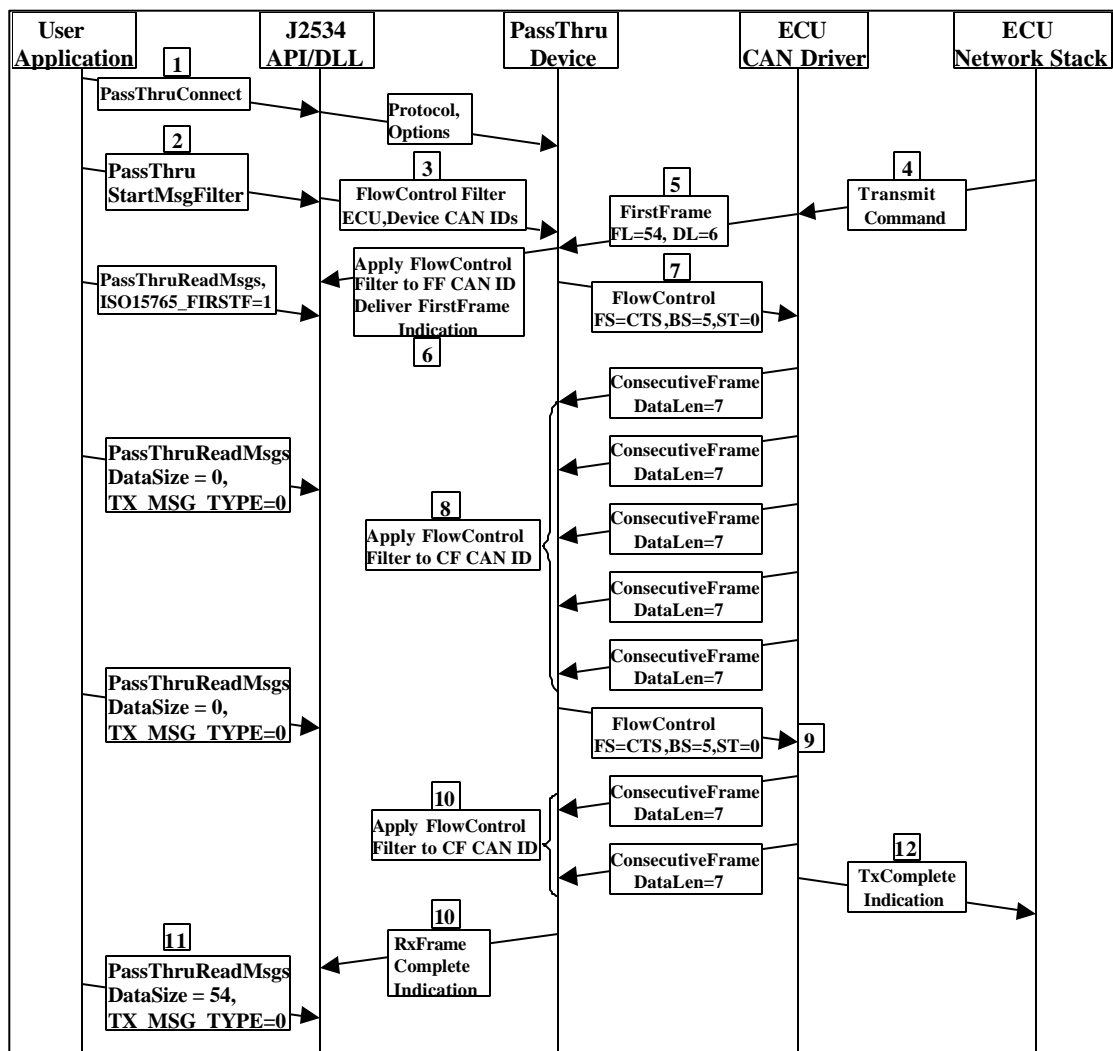 User
Application
J2534
API/DLL
PassThru
Device
ECU
CAN Driver
ECU
Network Stack
1
PassThruConnect
Protocol,
Options
2
PassThru
StartMsgFilter
3
FlowControl Filter
ECU,Device CAN IDs
4
Transmit
Command
5
FirstFrame
FL=54, DL=6
PassThruReadMsgs,
ISO15765_FIRSTF=1
Apply FlowControl
Filter to FF CAN ID
Deliver FirstFrame
Indication
6
7
FlowControl
FS=CTS,BS=5,ST=0
ConsecutiveFrame
DataLen=7
PassThruReadMsgs
DataSize = 0,
TX_MSG_TYPE=0
ConsecutiveFrame
DataLen=7
8
Apply FlowControl
Filter to CF CAN ID
ConsecutiveFrame
DataLen=7
ConsecutiveFrame
DataLen=7
ConsecutiveFrame
DataLen=7
PassThruReadMsgs
DataSize = 0,
TX_MSG_TYPE=0
FlowControl
FS=CTS,BS=5,ST=0
9
10
Apply FlowControl
Filter to CF CAN ID
ConsecutiveFrame
DataLen=7
ConsecutiveFrame
DataLen=7
12
TxComplete
Indication
10
RxFrame
Complete
Indication
11
PassThruReadMsgs
DataSize = 54,
TX_MSG_TYPE=0